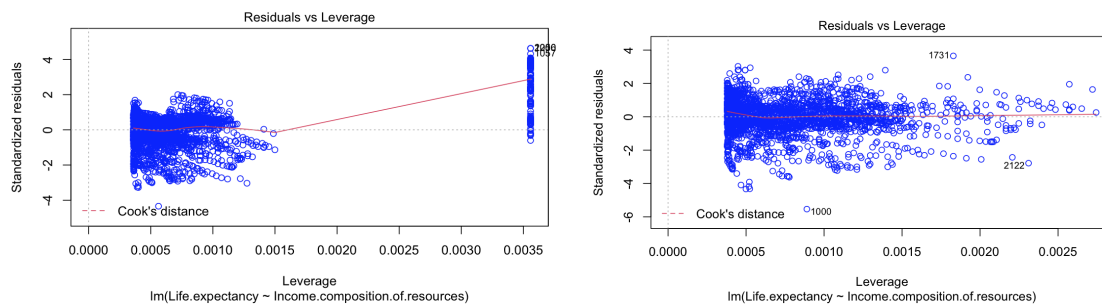 Residuals vs Leverage
Standardized residuals
4
2
0
-2
-4
1057
Cook's distance
0.0000 0.0005 0.0010 0.0015 0.0020 0.0025 0.0030 0.0035
Leverage
lm(Life.expectancy ~ Income.composition.of.resources)
Residuals vs Leverage
Standardized residuals
4
2
0
-2
-4
-6
1731
2122
1000
Cook's distance
0.0000 0.0005 0.0010 0.0015 0.0020 0.0025
Leverage
lm(Life.expectancy ~ Income.composition.of.resources)